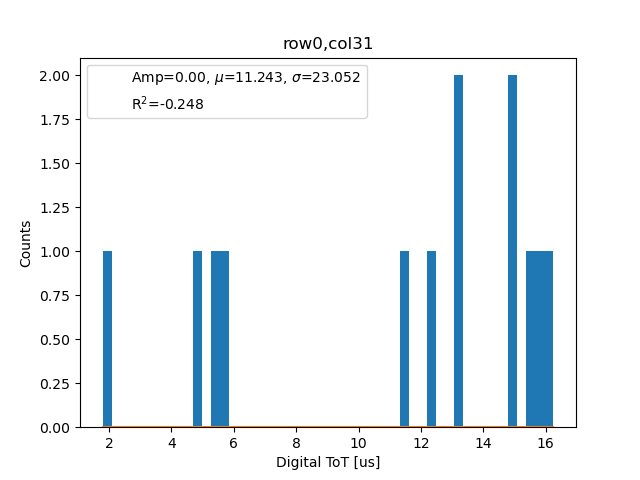 row0,col31
Amp=0.00, μ=11.243, σ=23.052
R²=-0.248
2.00
1.75
1.50
1.25
1.00
0.75
0.50
0.25
0.00
Counts
2 4 6 8 10 12 14 16
Digital ToT [us]